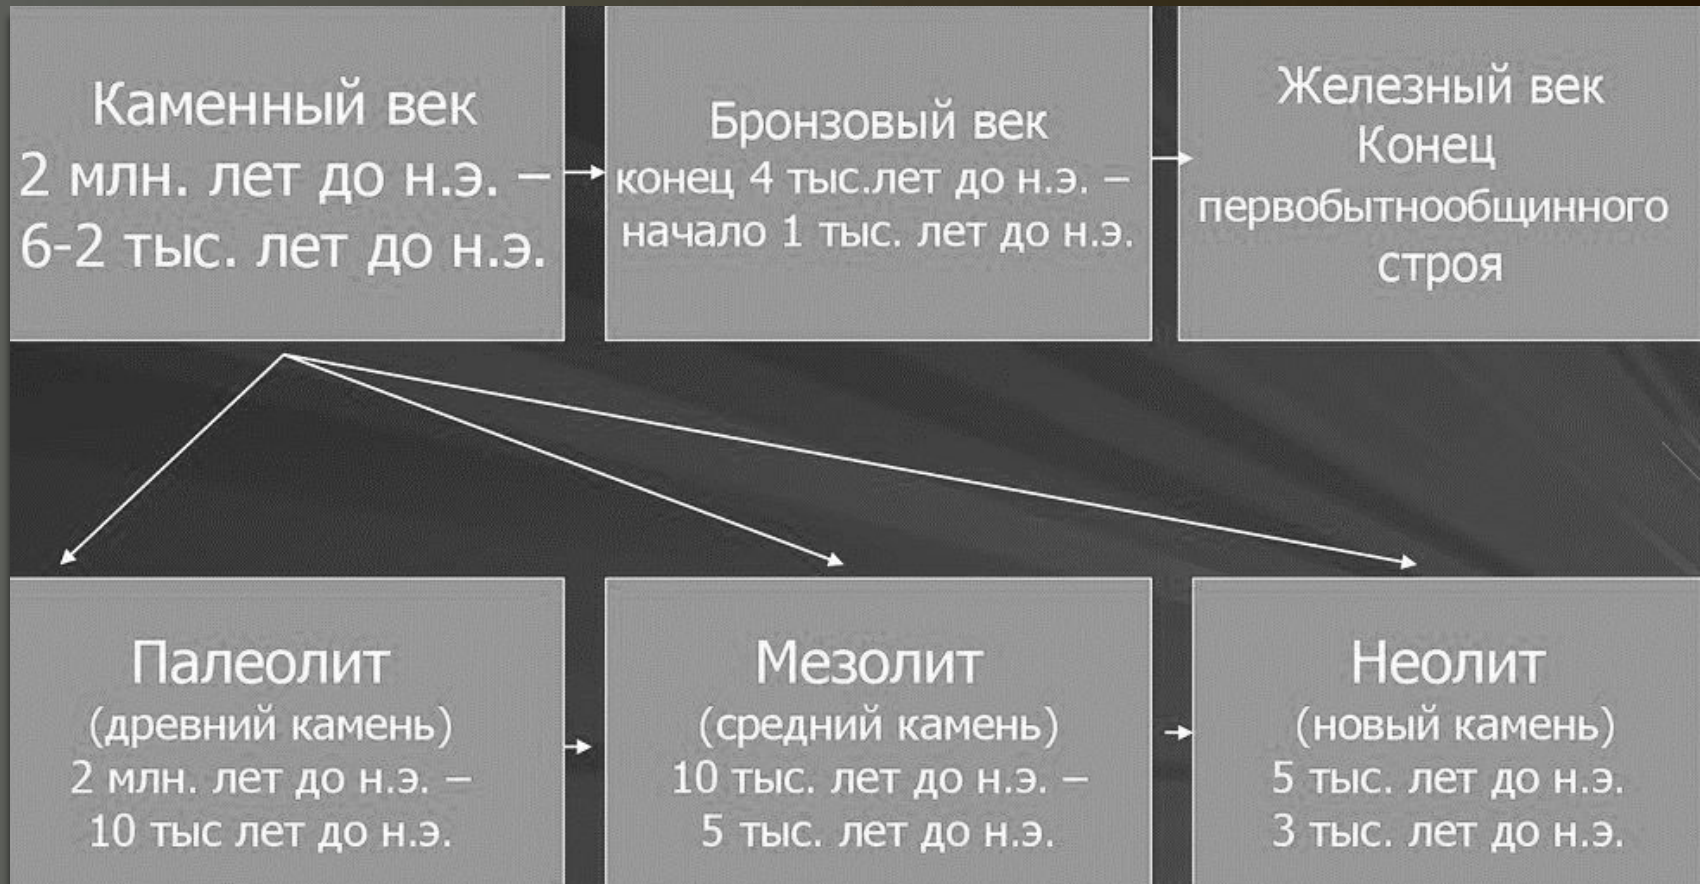 Каменный век
2 млн. лет до н.э. –
6-2 тыс. лет до н.э.
Бронзовый век
конец 4 тыс.лет до н.э. –
начало 1 тыс. лет до н.э.
Железный век
Конец
первобытнообщинного
строя
Палеолит
(древний камень)
2 млн. лет до н.э. –
10 тыс лет до н.э.
Мезолит
(средний камень)
10 тыс. лет до н.э. –
5 тыс. лет до н.э.
Неолит
(новый камень)
5 тыс. лет до н.э.
3 тыс. лет до н.э.